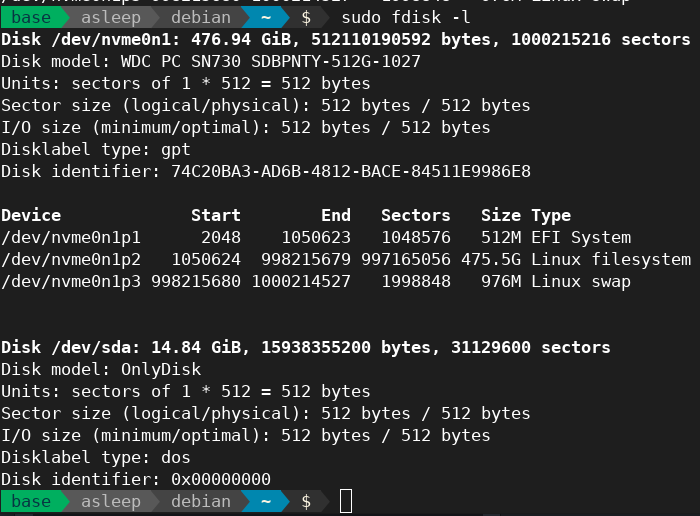 base asleep debian ~ $ sudo fdisk -l
Disk /dev/nvme0n1: 476.94 GiB, 512110190592 bytes, 1000215216 sectors
Disk model: WDC PC SN730 SDBPNTY-512G-1027
Units: sectors of 1 * 512 = 512 bytes
Sector size (logical/physical): 512 bytes / 512 bytes
I/O size (minimum/optimal): 512 bytes / 512 bytes
Disklabel type: gpt
Disk identifier: 74C20BA3-AD6B-4812-BACE-84511E9986E8
Device Start End Sectors Size Type
/dev/nvme0n1p1 2048 1050623 1048576 512M EFI System
/dev/nvme0n1p2 1050624 998215679 997165056 475.5G Linux filesystem
/dev/nvme0n1p3 998215680 1000214527 1998848 976M Linux swap
Disk /dev/sda: 14.84 GiB, 15938355200 bytes, 31129600 sectors
Disk model: OnlyDisk
Units: sectors of 1 * 512 = 512 bytes
Sector size (logical/physical): 512 bytes / 512 bytes
I/O size (minimum/optimal): 512 bytes / 512 bytes
Disklabel type: dos
Disk identifier: 0x00000000
base asleep debian ~ $